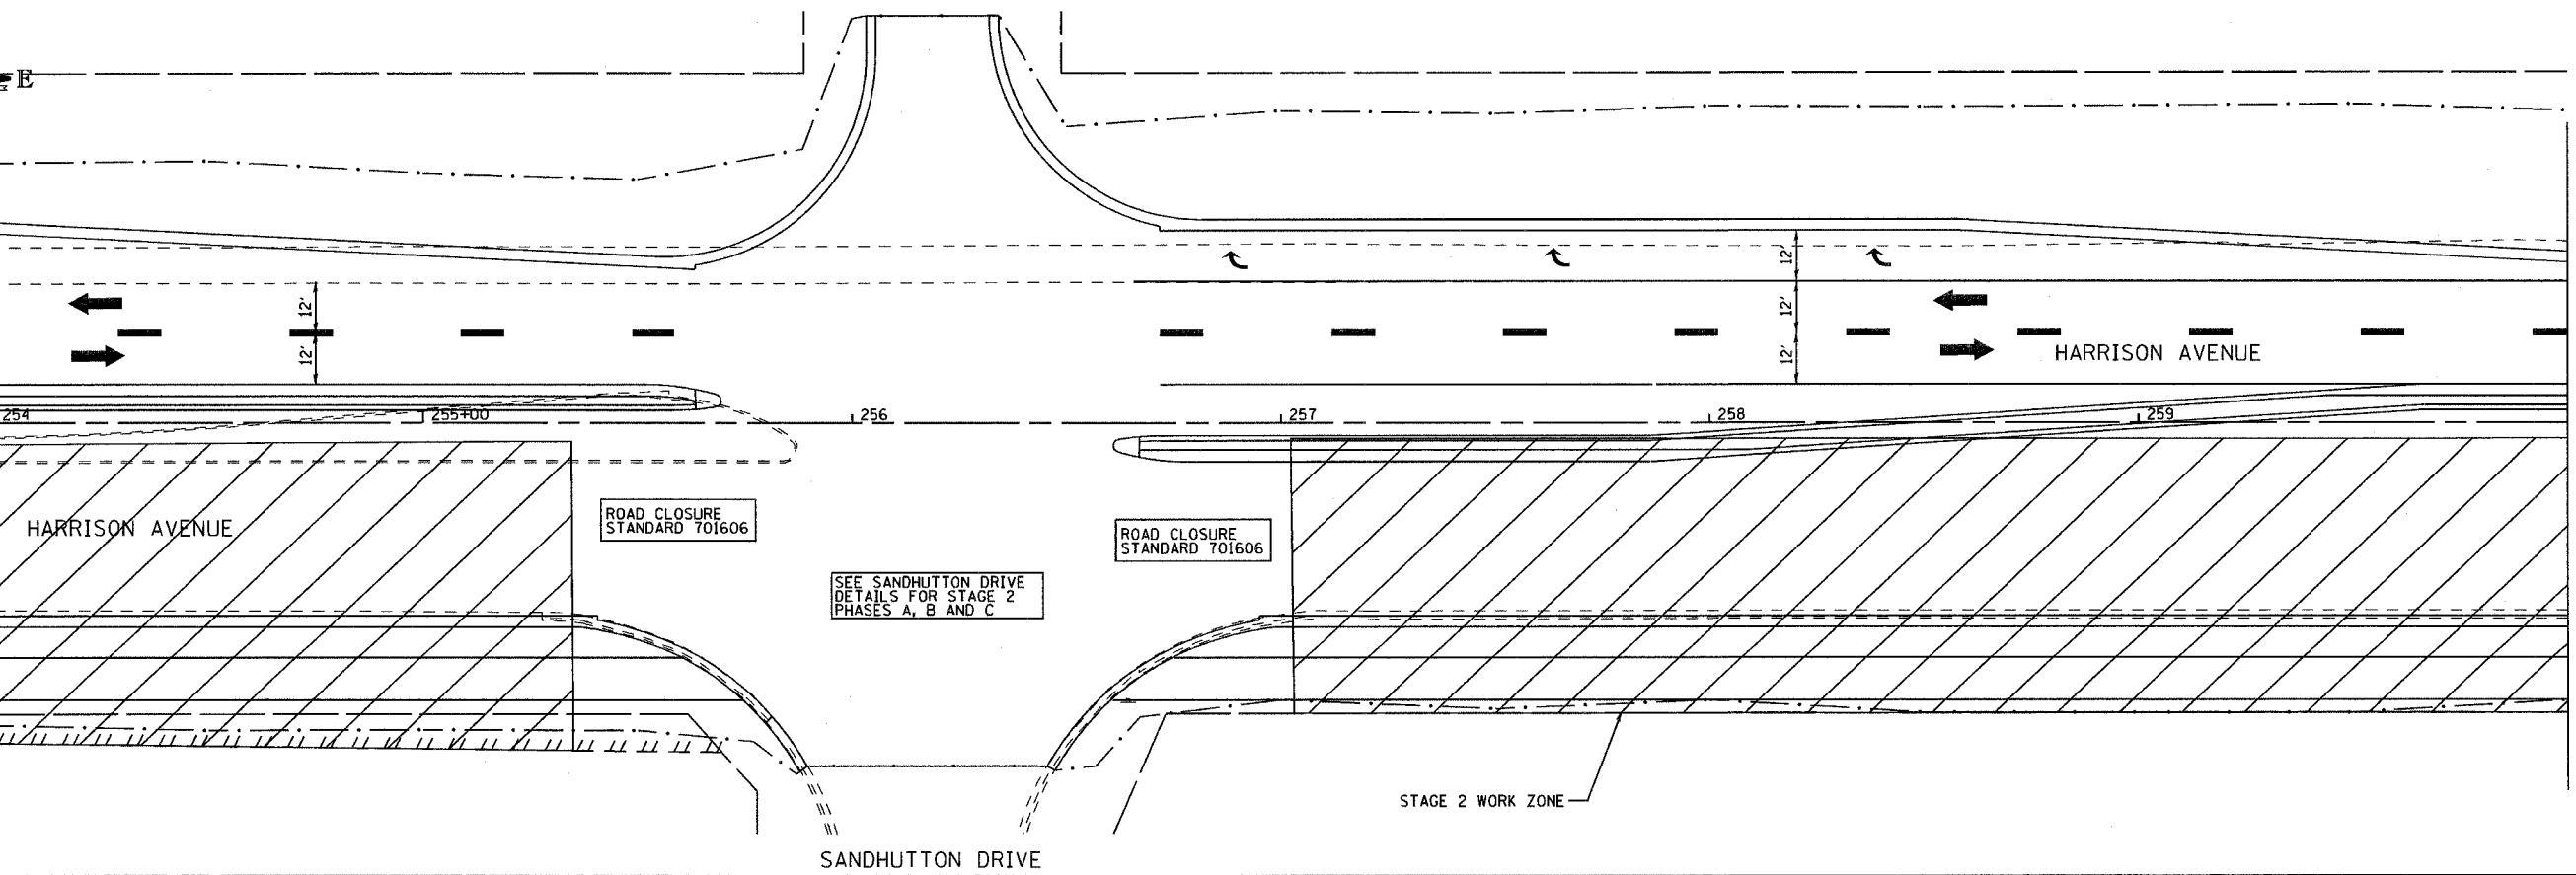 E
12'
12'
12'
12'
12'
HARRISON AVENUE
254
255+00
256
257
258
259
HARRISON AVENUE
ROAD CLOSURE
STANDARD 701606
ROAD CLOSURE
STANDARD 701606
SEE SANDHUTTON DRIVE
DETAILS FOR STAGE 2
PHASES A, B AND C
STAGE 2 WORK ZONE
SANDHUTTON DRIVE